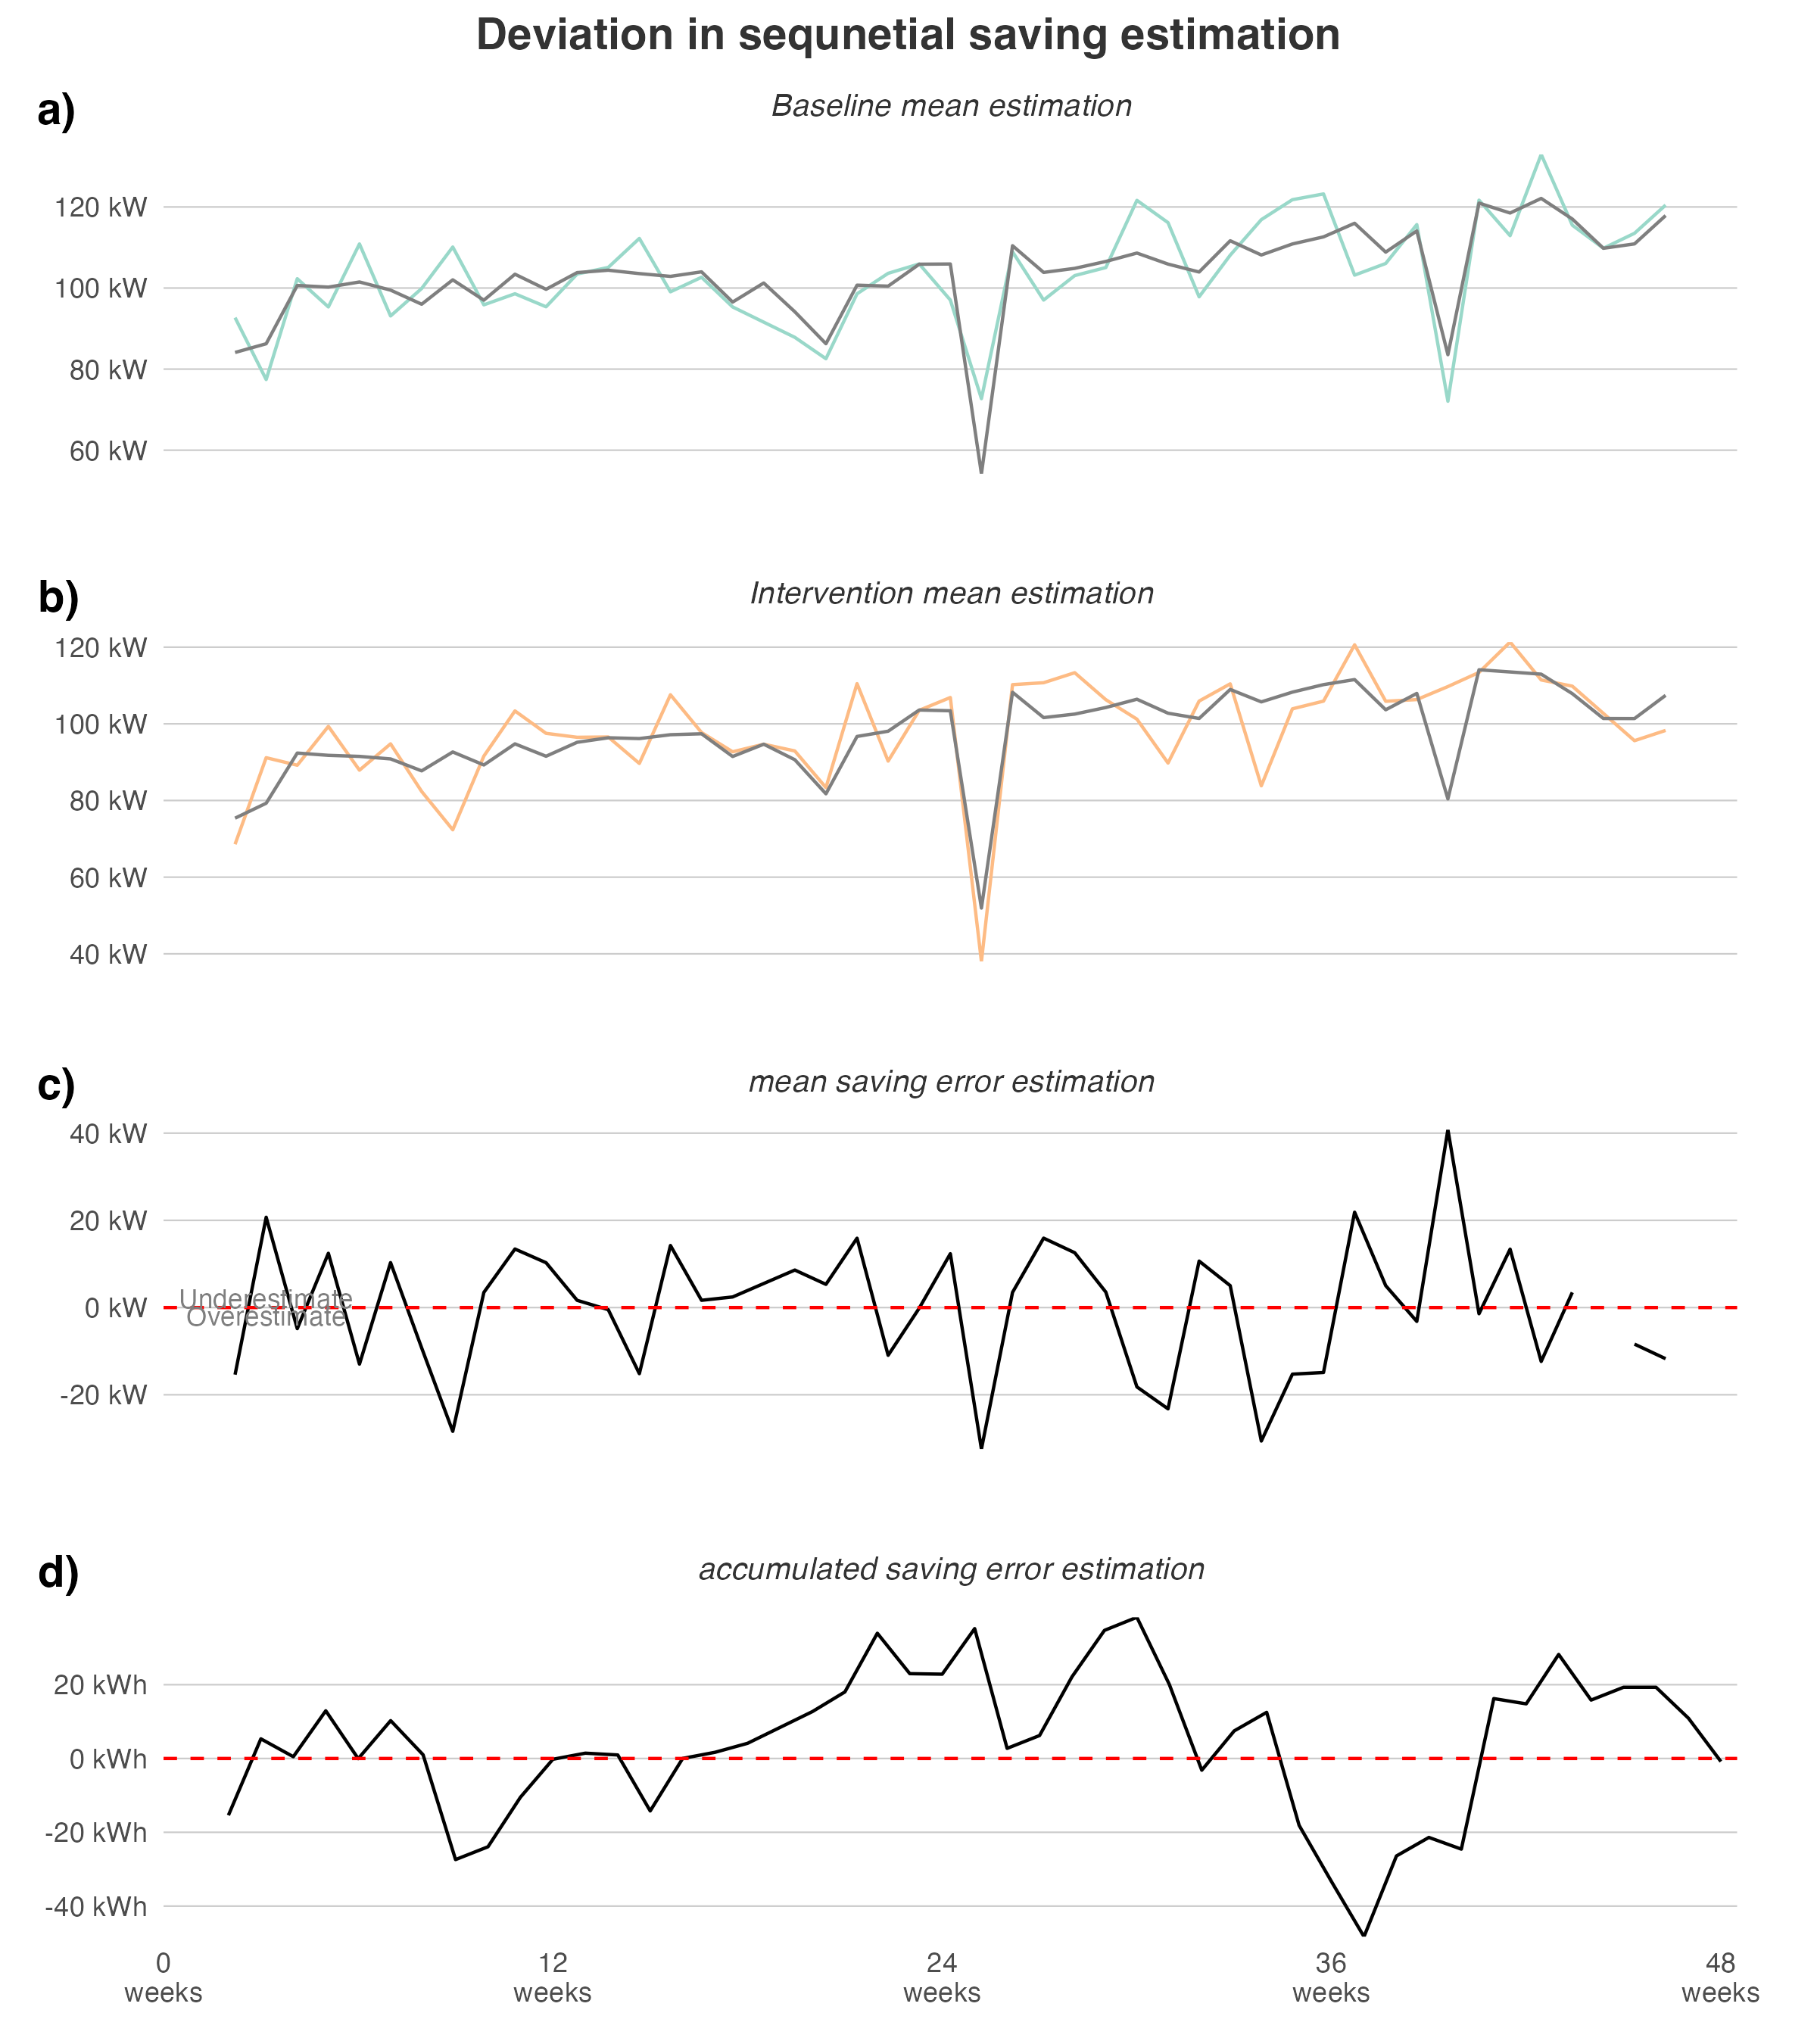 Deviation in sequnetial saving estimation
a)
Baseline mean estimation
120 kW
100 kW
80 kW
60 kW
b)
Intervention mean estimation
120 kW
100 kW
80 kW
60 kW
40 kW
c)
mean saving error estimation
40 kW
20 kW
Underestimate
0 kW
Overestimate
-20 kW
d)
accumulated saving error estimation
20 kWh
0 kWh
-20 kWh
-40 kWh
0 12 24 36 48
weeks weeks weeks weeks weeks